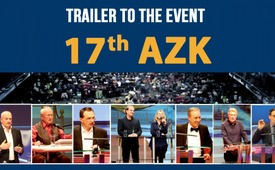 TRAILER TO THE EVENT
17th AZK